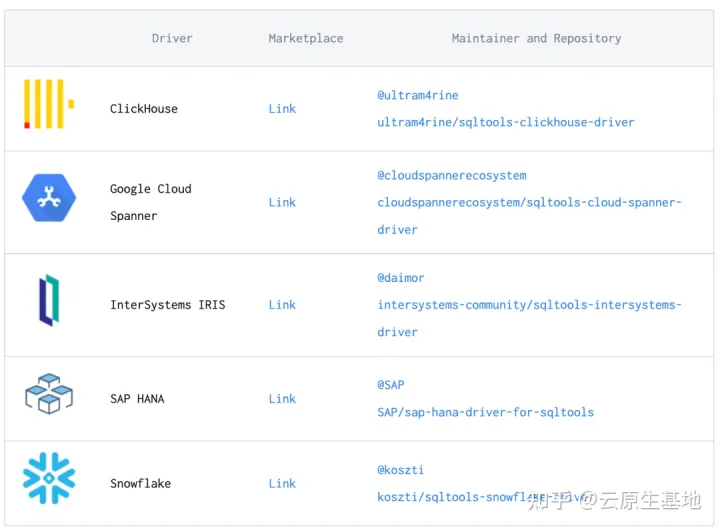 Driver Marketplace Maintainer and Repository
ClickHouse Link @ultram4rine
ultram4rine/sqltools-clickhouse-driver
Google Cloud Link @cloudspannerecosystem
Spanner cloudspannerecosystem/sqltools-cloud-spanner-
driver
InterSystems IRIS Link @daimor
intersystems-community/sqltools-intersystems-
driver
SAP HANA Link @SAP
SAP/sap-hana-driver-for-sqltools
Snowflake Link @koszti
koszti/sqltools-snowflake-driver
知乎 @云原生基地